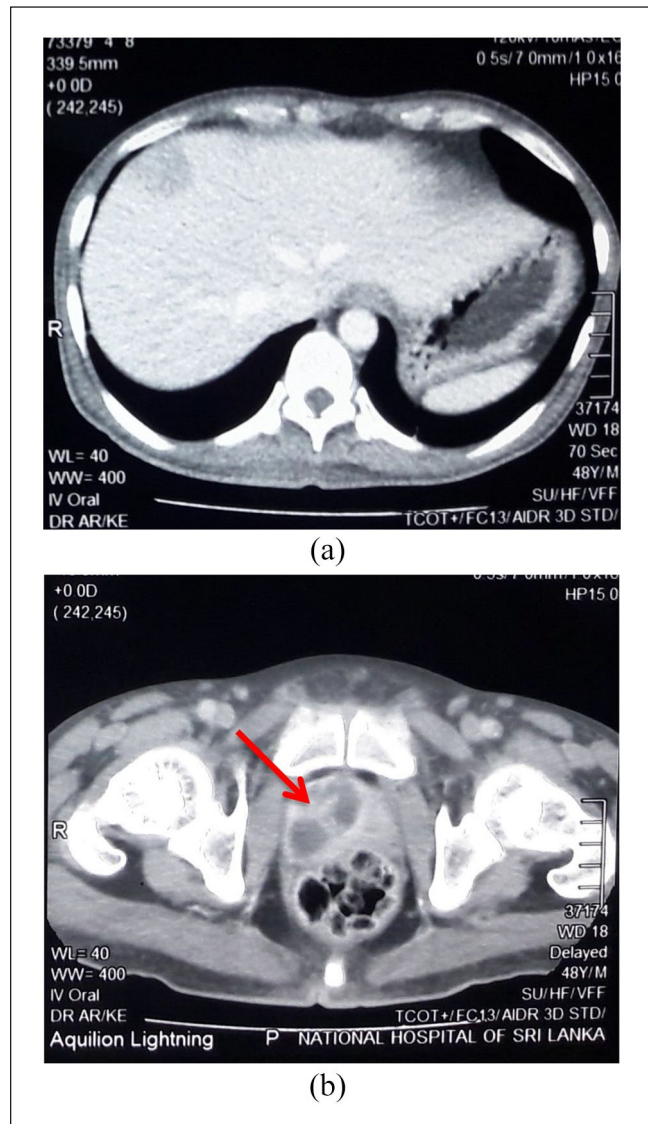 73379 4 8
339.5mm
+0.0D
(242,245)
0.5s/7.0mm/1.0x16
HP15.0
R
37174
WD 18
70 Sec
48Y/M
SU/HF/VFF
TCOT+/FC13/AIDR 3D STD/
WL= 40
WW= 400
IV Oral
DR AR/KE
(a)
+0.0D
(242,245)
HP15.0
R
37174
WD 18
Delayed
48Y/M
SU/HF/VFF
TCOT+/FC13/AIDR 3D STD/
WL= 40
WW= 400
IV Oral
DR AR/KE
Aquilion Lightning P NATIONAL HOSPITAL OF SRI LANKA
(b)